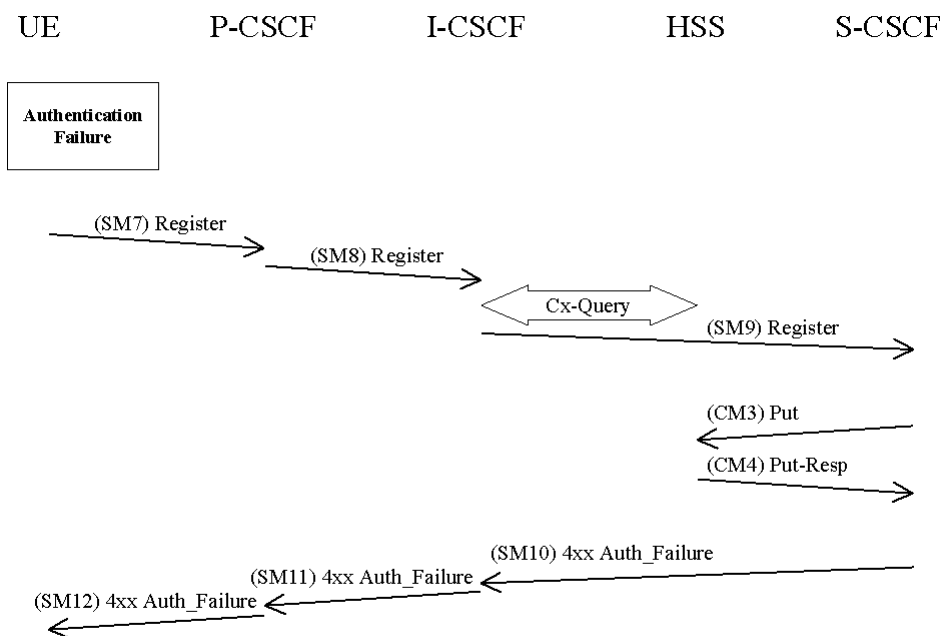 UE P-CSCF I-CSCF HSS S-CSCF
Authentication
Failure
(SM7) Register
(SM8) Register
Cx-Query
(SM9) Register
(CM3) Put
(CM4) Put-Resp
(SM10) 4xx Auth_Failure
(SM11) 4xx Auth_Failure
(SM12) 4xx Auth_Failure